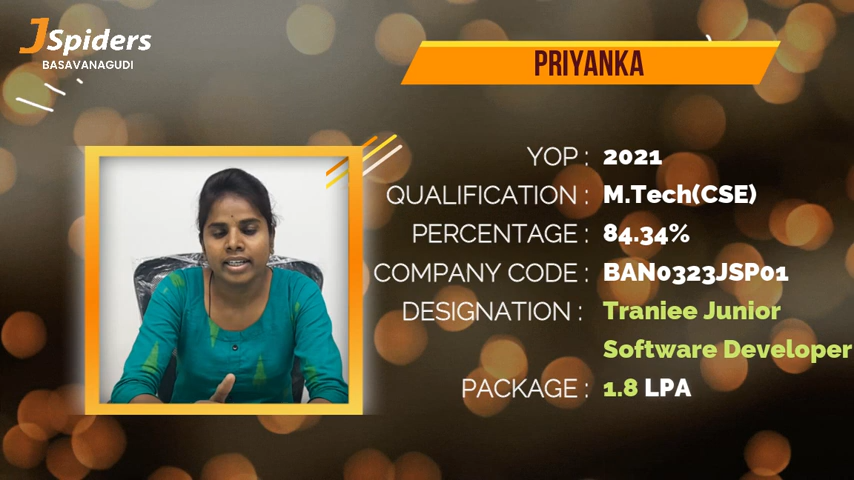 JSpiders
BASAVANAGUDI
PRIYANKA
YOP : 2021
QUALIFICATION : M.Tech(CSE)
PERCENTAGE : 84.34%
COMPANY CODE : BAN0323JSP01
DESIGNATION : Traniee Junior
Software Developer
PACKAGE : 1.8 LPA